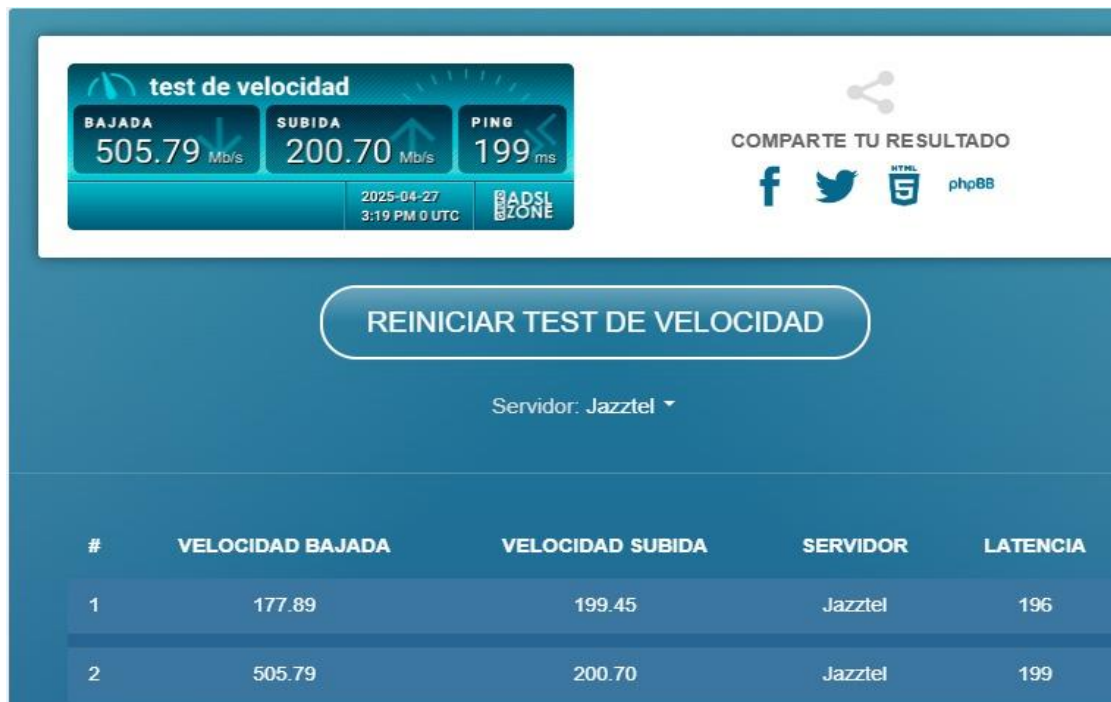 test de velocidad
BAJADA
505.79 Mb/s
SUBIDA
200.70 Mb/s
PING
199 ms
2025-04-27
3:19 PM 0 UTC
ADSL
ZONE
COMPARTE TU RESULTADO
HTML
5
phpBB
REINICIAR TEST DE VELOCIDAD
Servidor: Jazztel
# VELOCIDAD BAJADA VELOCIDAD SUBIDA SERVIDOR LATENCIA
1 177.89 199.45 Jazztel 196
2 505.79 200.70 Jazztel 199